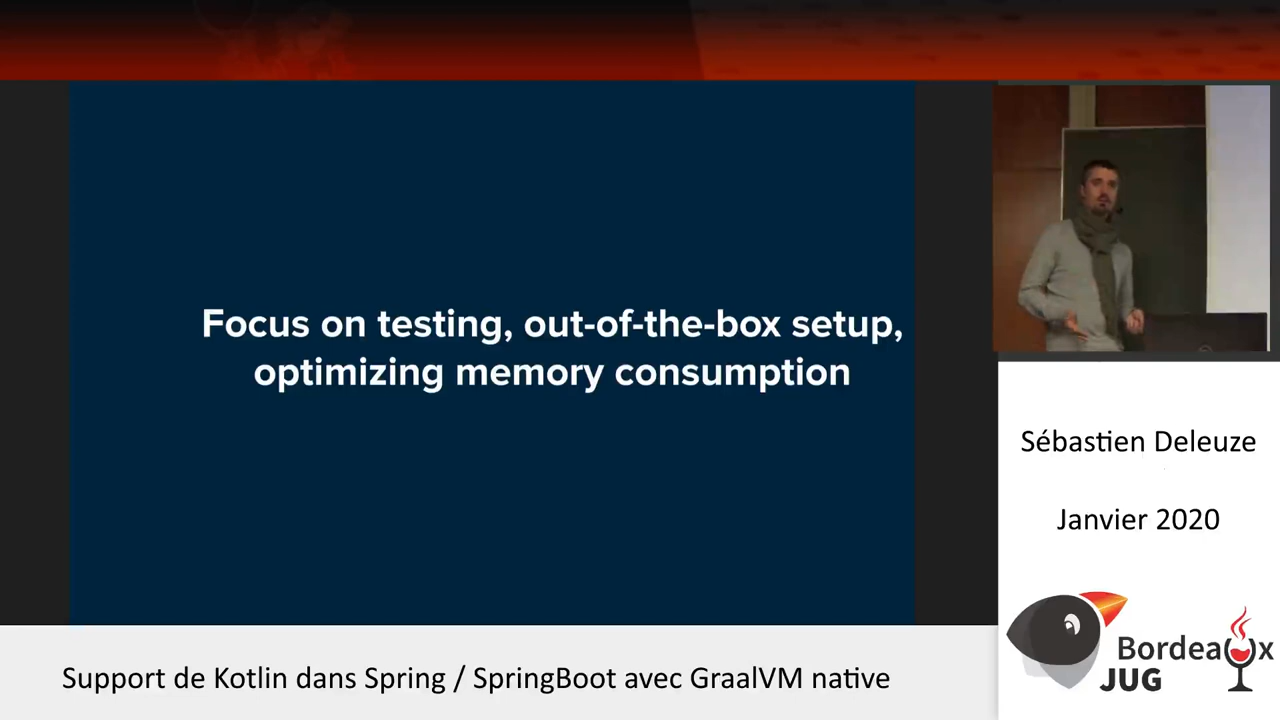 Focus on testing, out-of-the-box setup,
optimizing memory consumption
Sébastien Deleuze
Janvier 2020
Bordeaux
JUG
Support de Kotlin dans Spring / SpringBoot avec GraalVM native